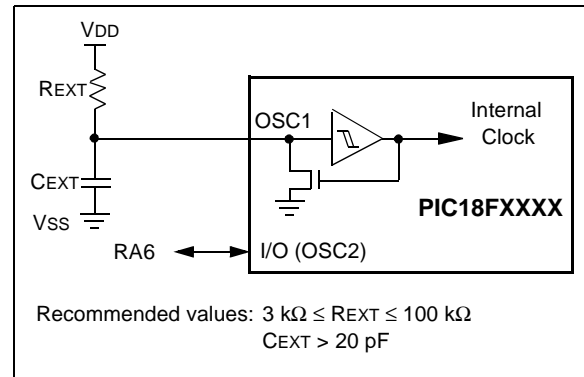 VDD
REXT
OSC1
Internal
Clock
CEXT
PIC18FXXXX
VSS
RA6
I/O (OSC2)
Recommended values: 3 kΩ ≤ REXT ≤ 100 kΩ
CEXT > 20 pF